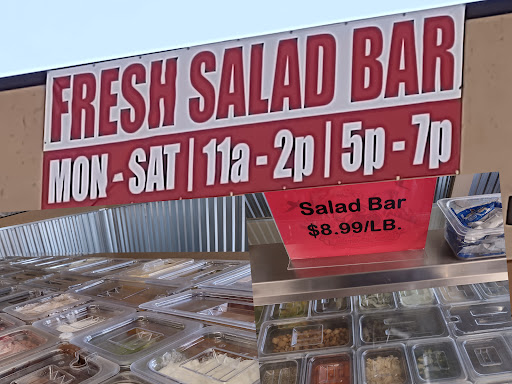 FRESH SALAD BAR
MON - SAT | 11a - 2p | 5p - 7p
Salad Bar
$8.99/LB.